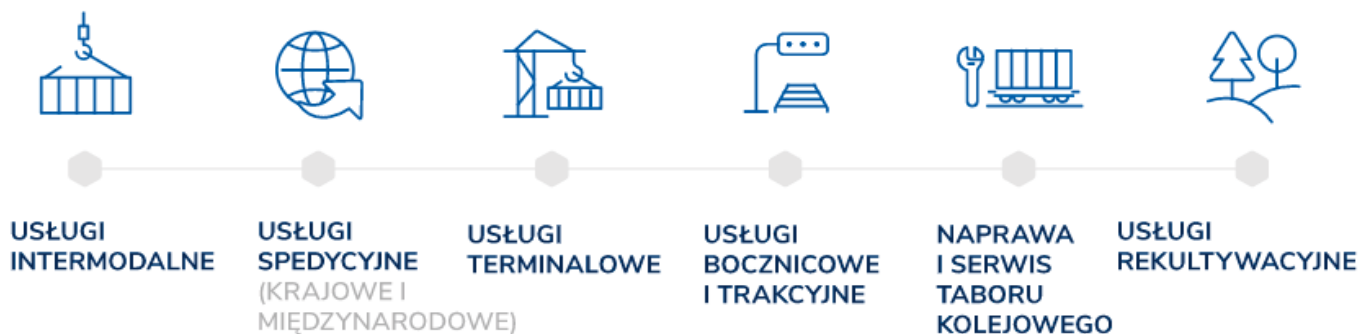 USŁUGI
INTERMODALNE
USŁUGI
SPEDYCYJNE
(KRAJOWE I
MIĘDZYNARODOWE)
USŁUGI
TERMINALOWE
USŁUGI
BOCZNICOWE
I TRAKCYJNE
NAPRAWA
I SERWIS
TABORU
KOLEJOWEGO
USŁUGI
REKULTYWACYJNE